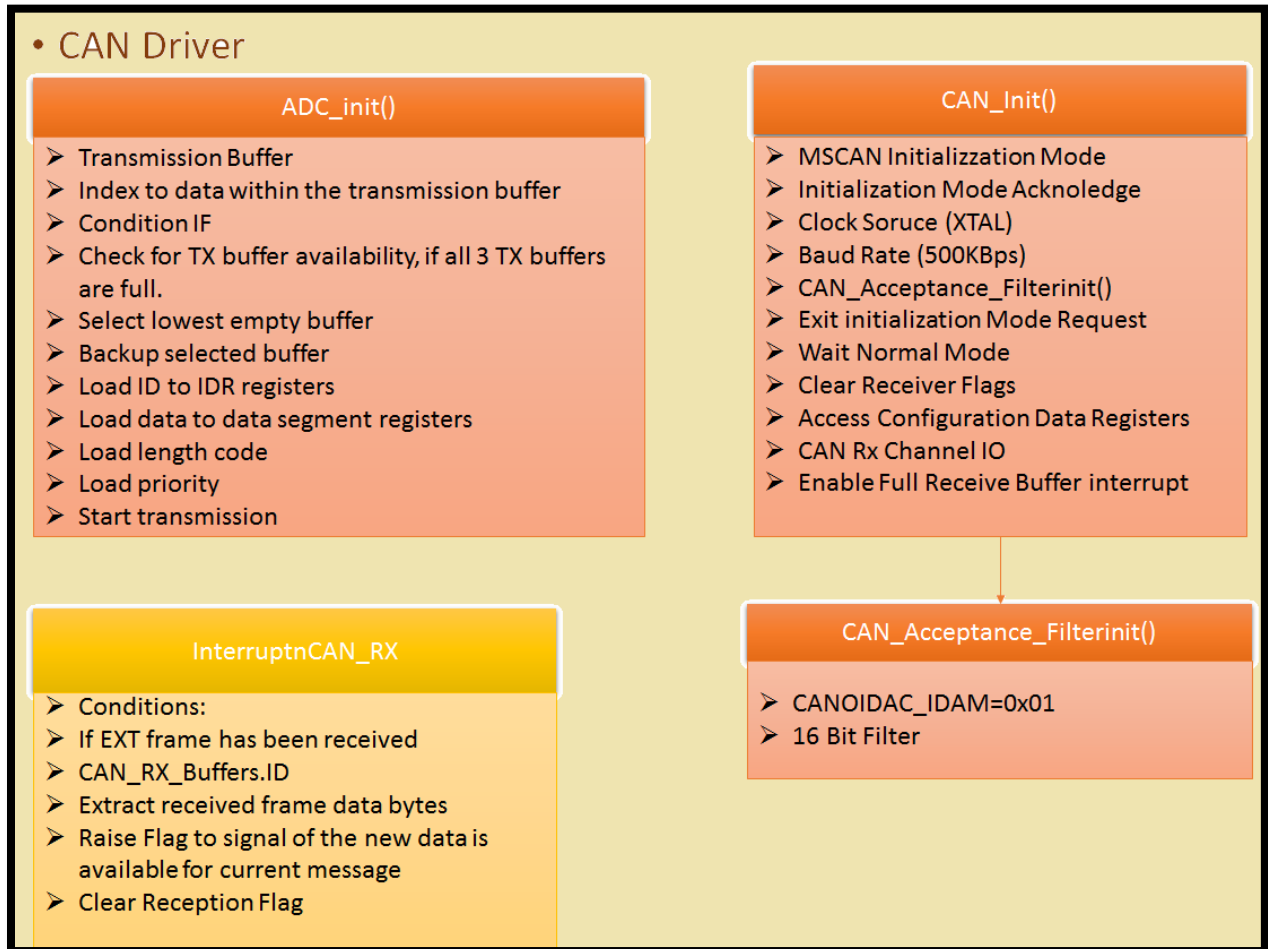 • CAN Driver
ADC_init()
➢ Transmission Buffer
➢ Index to data within the transmission buffer
➢ Condition IF
➢ Check for TX buffer availability, if all 3 TX buffers
are full.
➢ Select lowest empty buffer
➢ Backup selected buffer
➢ Load ID to IDR registers
➢ Load data to data segment registers
➢ Load length code
➢ Load priority
➢ Start transmission
CAN_Init()
➢ MSCAN Initializzation Mode
➢ Initialization Mode Acknoledge
➢ Clock Soruce (XTAL)
➢ Baud Rate (500KBps)
➢ CAN_Acceptance_Filterinit()
➢ Exit initialization Mode Request
➢ Wait Normal Mode
➢ Clear Receiver Flags
➢ Access Configuration Data Registers
➢ CAN Rx Channel IO
➢ Enable Full Receive Buffer interrupt
InterruptnCAN_RX
➢ Conditions:
➢ If EXT frame has been received
➢ CAN_RX_Buffers.ID
➢ Extract received frame data bytes
➢ Raise Flag to signal of the new data is
available for current message
➢ Clear Reception Flag
CAN_Acceptance_Filterinit()
➢ CANOIDAC_IDAM=0x01
➢ 16 Bit Filter